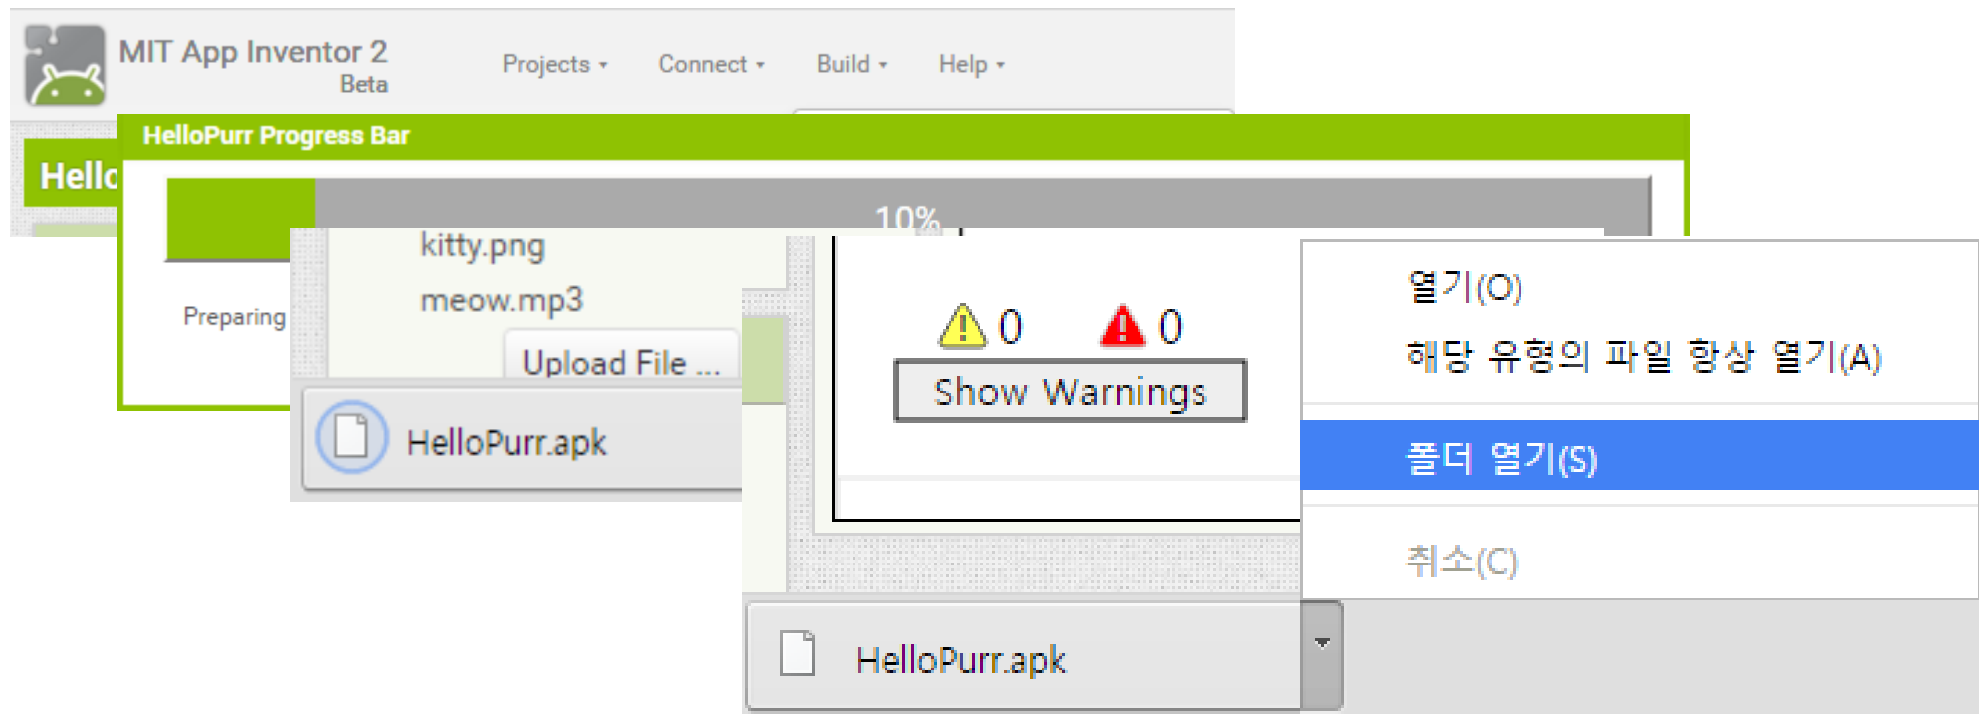 MIT App Inventor 2
Beta
Projects
Connect
Build
Help
HelloPurr Progress Bar
10%
Preparing
kitty.png
meow.mp3
Upload File ...
HelloPurr.apk
0
0
Show Warnings
열기(O)
해당 유형의 파일 항상 열기(A)
폴더 열기(S)
취소(C)
HelloPurr.apk